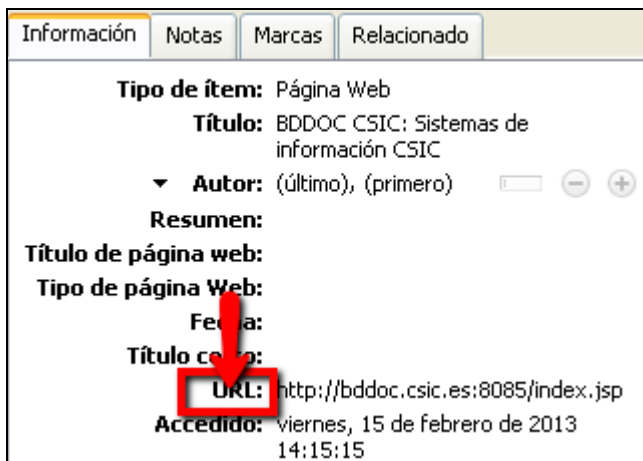 Información Notas Marcas Relacionado
Tipo de ítem: Página Web
Título: BDDOC CSIC: Sistemas de
información CSIC
Autor: (último), (primero)
Resumen:
Título de página web:
Tipo de página Web:
Fecha:
Título corto:
URL: http://bddoc.csic.es:8085/index.jsp
Accedido: viernes, 15 de febrero de 2013
14:15:15